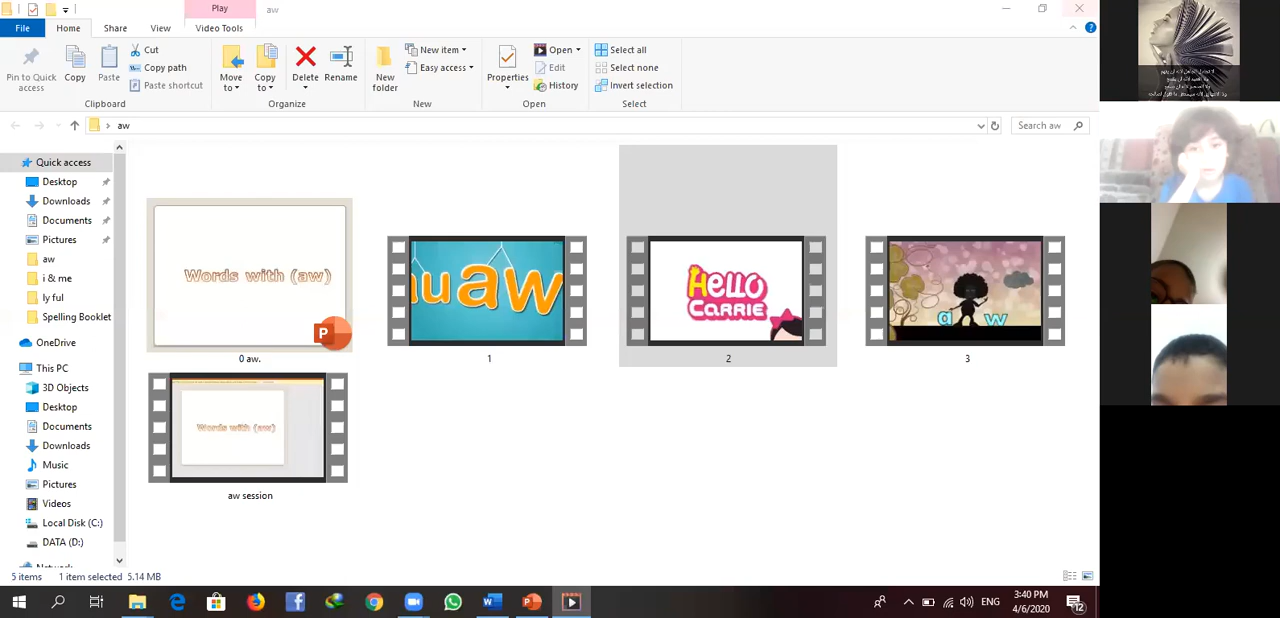 Play
aw
File
Home
Share
View
Video Tools
Pin to Quick access
Copy
Paste
Cut
Copy path
Paste shortcut
Clipboard
Move to
Copy to
Delete
Rename
Organize
New folder
New item
Easy access
New
Properties
Open
Edit
History
Open
Select all
Select none
Invert selection
Select
aw
Search aw
Quick access
Desktop
Downloads
Documents
Pictures
aw
i & me
ly ful
Spelling Booklet
OneDrive
This PC
3D Objects
Desktop
Documents
Downloads
Music
Pictures
Videos
Local Disk (C:)
DATA (D:)
Words with (aw)
P
0 aw.
au aw
1
Hello
Carrie
2
a w
3
Words with (aw)
aw session
5 items
1 item selected 5.14 MB
ENG
3:40 PM
4/6/2020
12